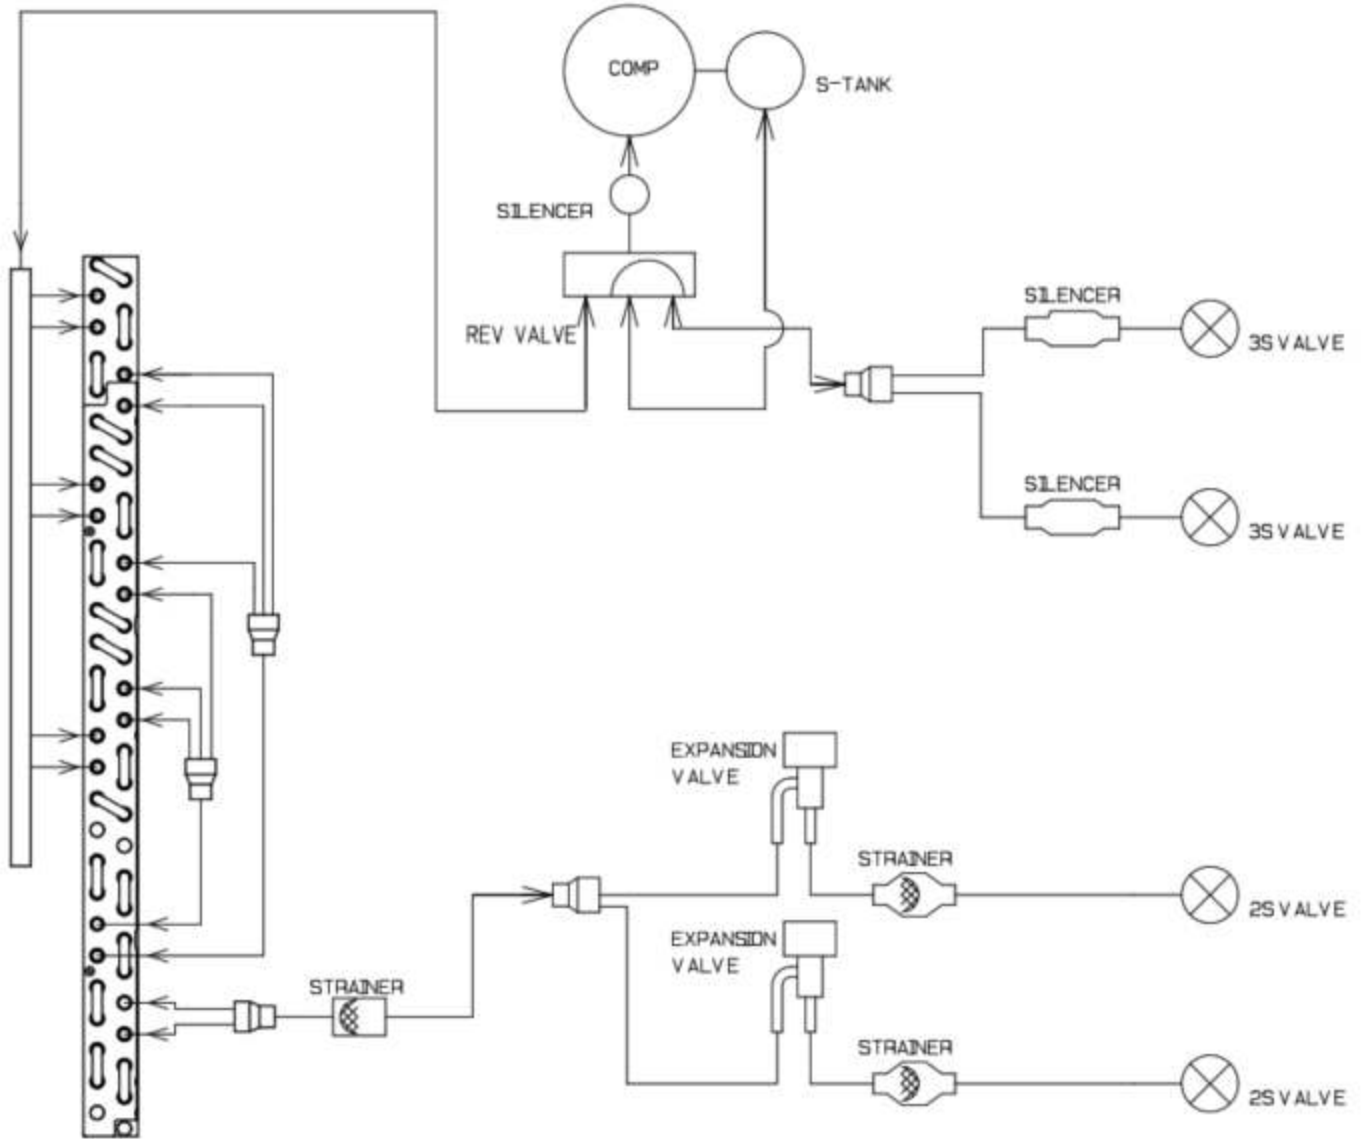 COMP
S-TANK
SILENCER
REV VALVE
SILENCER
3S VALVE
SILENCER
3S VALVE
EXPANSION
VALVE
STRAINER
2S VALVE
EXPANSION
VALVE
STRAINER
STRAINER
2S VALVE